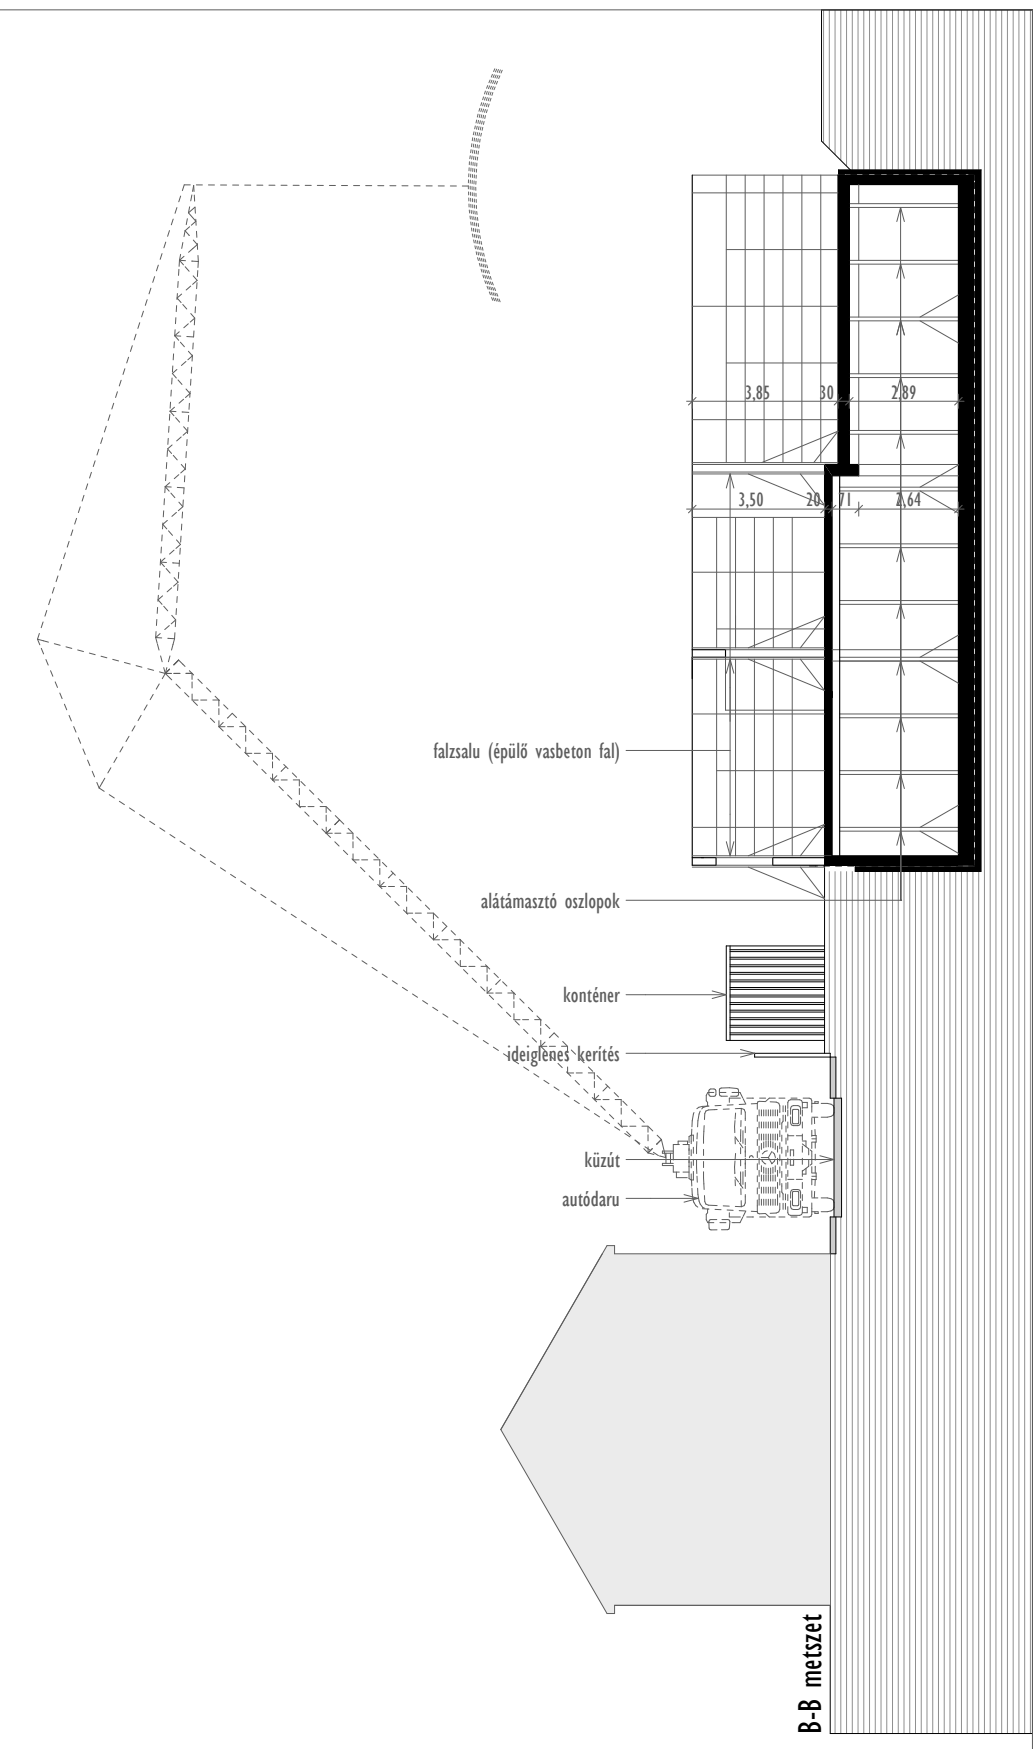 3,85 30 2,89
3,50 20 71 2,64
falzsalu (épülő vasbeton fal)
alátámasztó oszlopok
konténer
ideiglenes kerítés
küzút
autódaru
B-B metszet